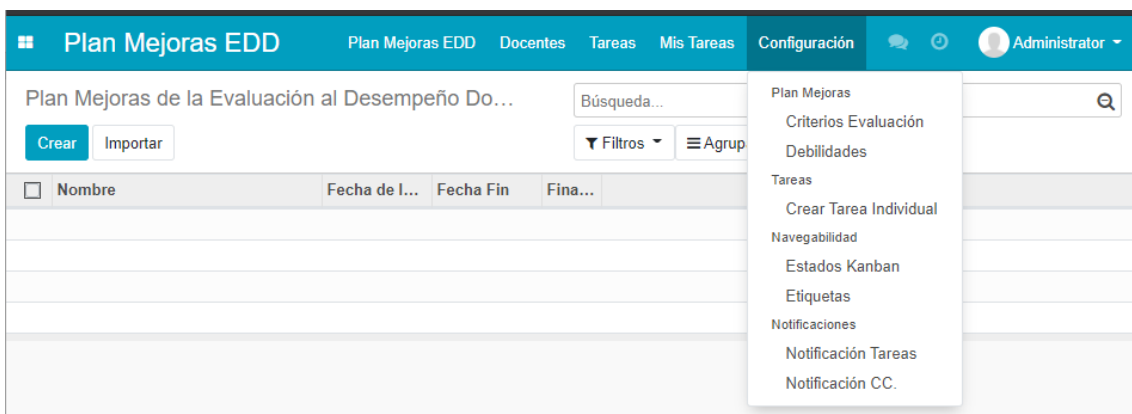 Plan Mejoras EDD Plan Mejoras EDD Docentes Tareas Mis Tareas Configuración Administrator
Plan Mejoras de la Evaluación al Desempeño Do...
Búsqueda...
Crear Importar
Filtros Agrup
Nombre Fecha de I... Fecha Fin Fina...
Plan Mejoras
Criterios Evaluación
Debilidades
Tareas
Crear Tarea Individual
Navegabilidad
Estados Kanban
Etiquetas
Notificaciones
Notificación Tareas
Notificación CC.